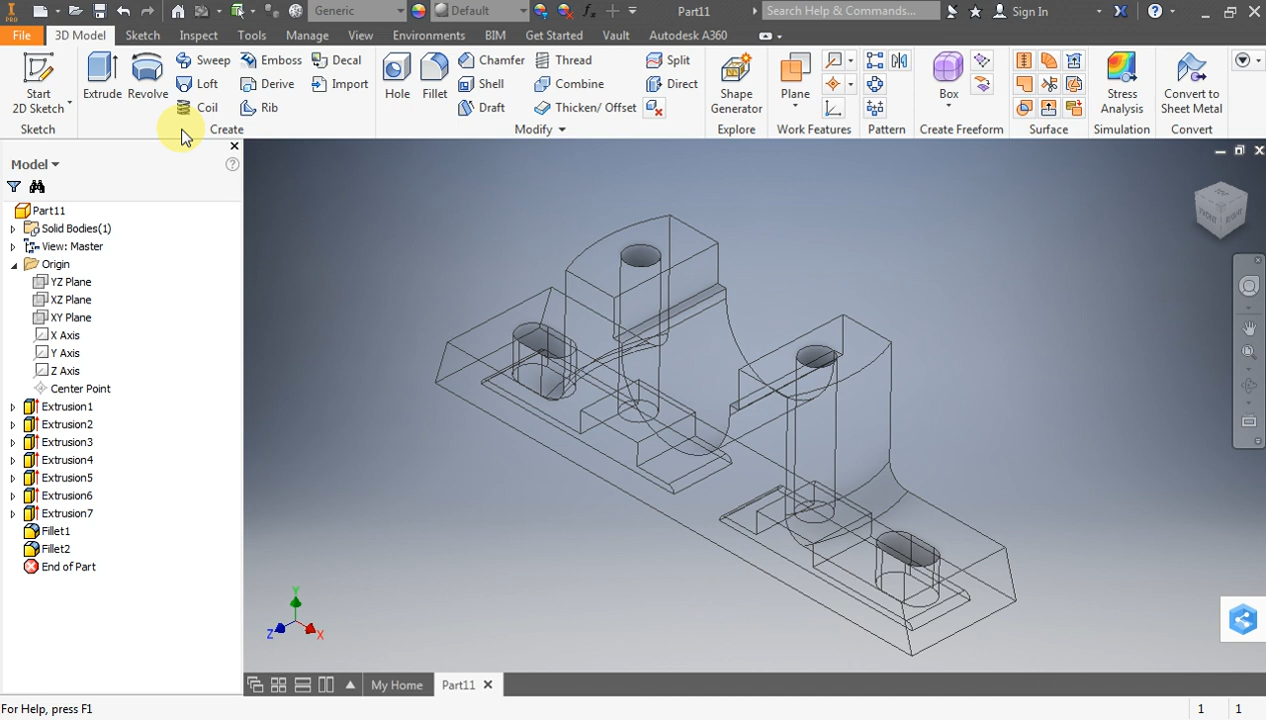 PRO
Generic
Default
fx
Part11
Search Help & Commands...
Sign In
File
3D Model
Sketch
Inspect
Tools
Manage
View
Environments
BIM
Get Started
Vault
Autodesk A360
Start
2D Sketch
Sketch
Extrude
Revolve
Sweep
Loft
Coil
Emboss
Derive
Rib
Decal
Import
Create
Hole
Fillet
Chamfer
Shell
Draft
Thread
Combine
Thicken/ Offset
Split
Direct
Modify
Shape
Generator
Explore
Plane
Work Features
Pattern
Box
Create Freeform
Surface
Stress
Analysis
Simulation
Convert to
Sheet Metal
Convert
Model
Part11
Solid Bodies(1)
View: Master
Origin
YZ Plane
XZ Plane
XY Plane
X Axis
Y Axis
Z Axis
Center Point
Extrusion1
Extrusion2
Extrusion3
Extrusion4
Extrusion5
Extrusion6
Extrusion7
Fillet1
Fillet2
End of Part
TOP
FRONT
RIGHT
Y
Z
X
My Home
Part11
For Help, press F1
1
1